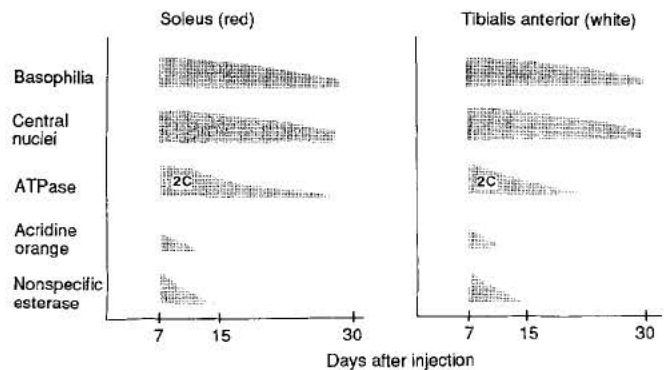 Soleus (red)
Tibialis anterior (white)
Basophilia
Central
nuclei
ATPase
2C
2C
Acridine
orange
Nonspecific
esterase
7
15
30
7
15
30
Days after injection